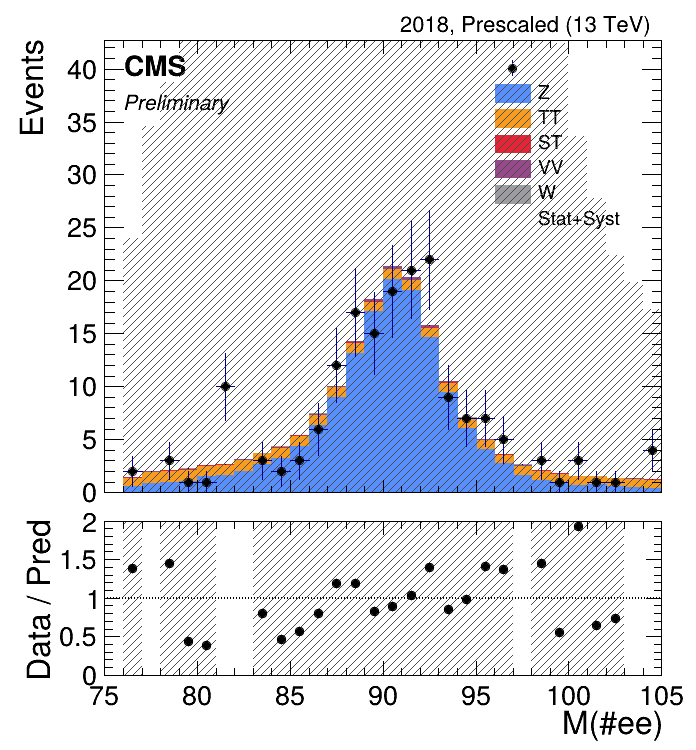 2018, Prescaled (13 TeV)
Events
CMS
Preliminary
Z
TT
ST
VV
W
Stat+Syst
40
35
30
25
20
15
10
5
0
Data / Pred
2
1.5
1
0.5
0
75 80 85 90 95 100 105
M(#ee)